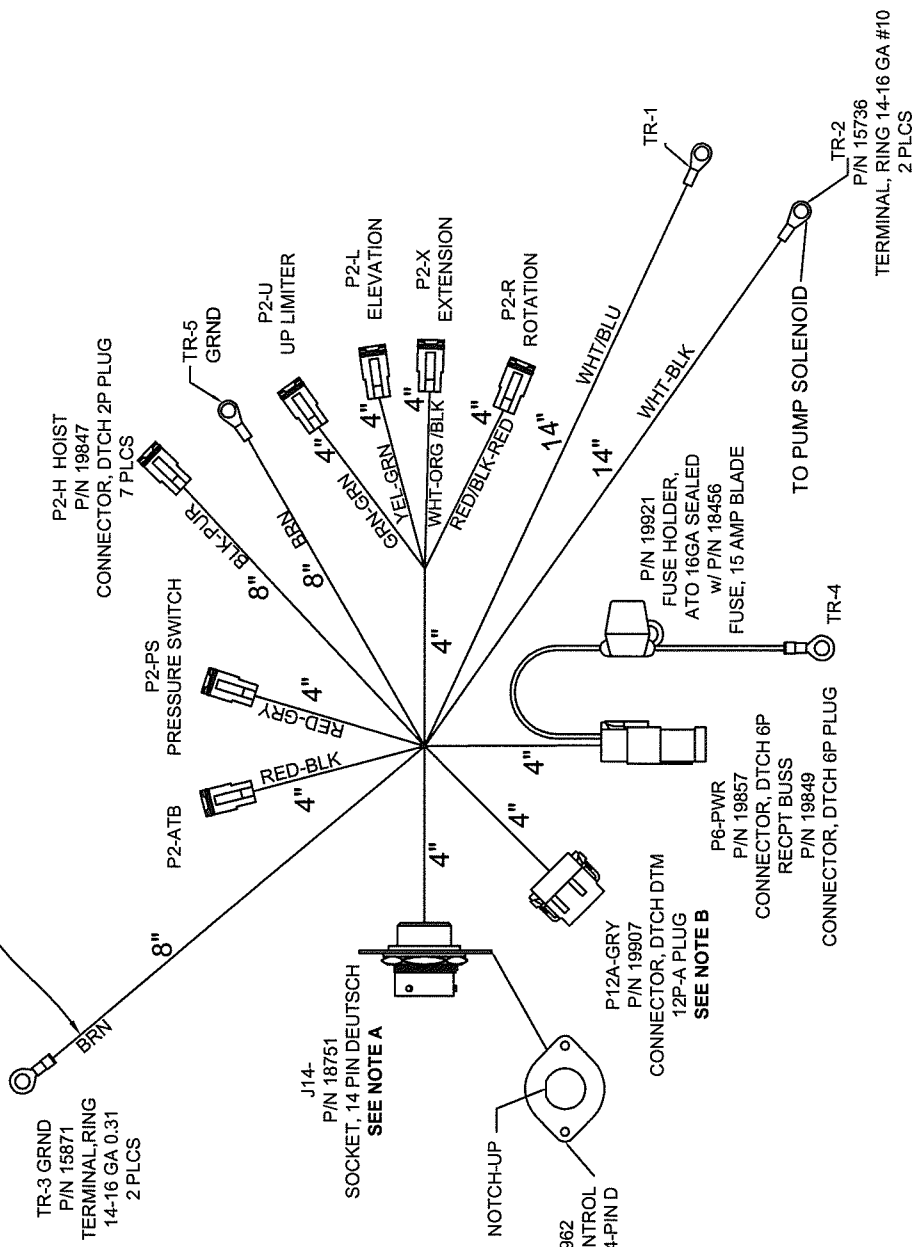 P2-H HOIST
P/N 19847
CONNECTOR, DTCH 2P PLUG
7 PLCS
TR-5
GRND
P2-U
UP LIMITER
P2-L
ELEVATION
P2-X
EXTENSION
P2-R
ROTATION
TR-1
TR-2
P/N 15736
TERMINAL, RING 14-16 GA #10
2 PLCS
TO PUMP SOLENOID
P2-PS
PRESSURE SWITCH
P2-ATB
TR-3 GRND
P/N 15871
TERMINAL,RING
14-16 GA 0.31
2 PLCS
BRN
8"
RED-BLK
4"
RED-GRY
4"
BLK-PUR
8"
BRN
8"
GRN-GRN
4"
YEL-GRN
4"
WHT-ORG /BLK
4"
RED/BLK-RED
4"
4"
WHT/BLU
14"
WHT-BLK
14"
4"
4"
4"
J14-
P/N 18751
SOCKET, 14 PIN DEUTSCH
SEE NOTE A
P/N 19921
FUSE HOLDER,
ATO 16GA SEALED
w/ P/N 18456
FUSE, 15 AMP BLADE
TR-4
P6-PWR
P/N 19857
CONNECTOR, DTCH 6P
RECPT BUSS
P/N 19849
CONNECTOR, DTCH 6P PLUG
P12A-GRY
P/N 19907
CONNECTOR, DTCH DTM
12P-A PLUG
SEE NOTE B
NOTCH-UP
962
NTROL
4-PIN D